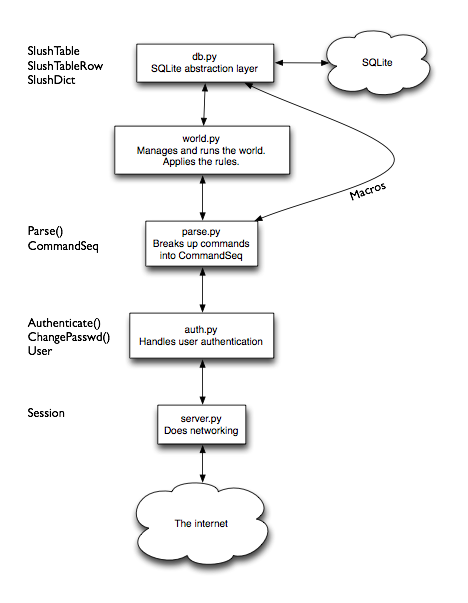 SlushTable
SlushTableRow
SlushDict
db.py
SQLite abstraction layer
SQLite
world.py
Manages and runs the world.
Applies the rules.
Macros
Parse()
CommandSeq
parse.py
Breaks up commands
into CommandSeq
Authenticate()
ChangePasswd()
User
auth.py
Handles user authentication
Session
server.py
Does networking
The internet